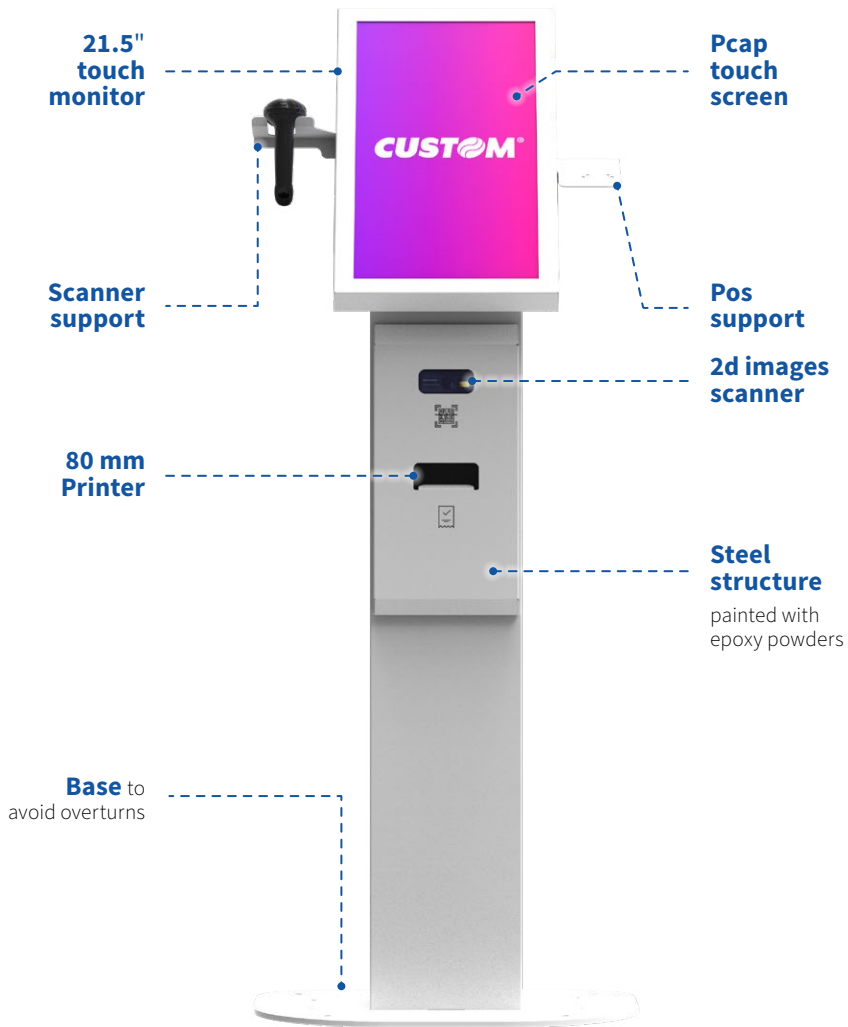 21.5"
touch
monitor
Pcap
touch
screen
CUSTOM®
Scanner
support
Pos
support
2d images
scanner
80 mm
Printer
Steel
structure
painted with
epoxy powders
Base to
avoid overturns